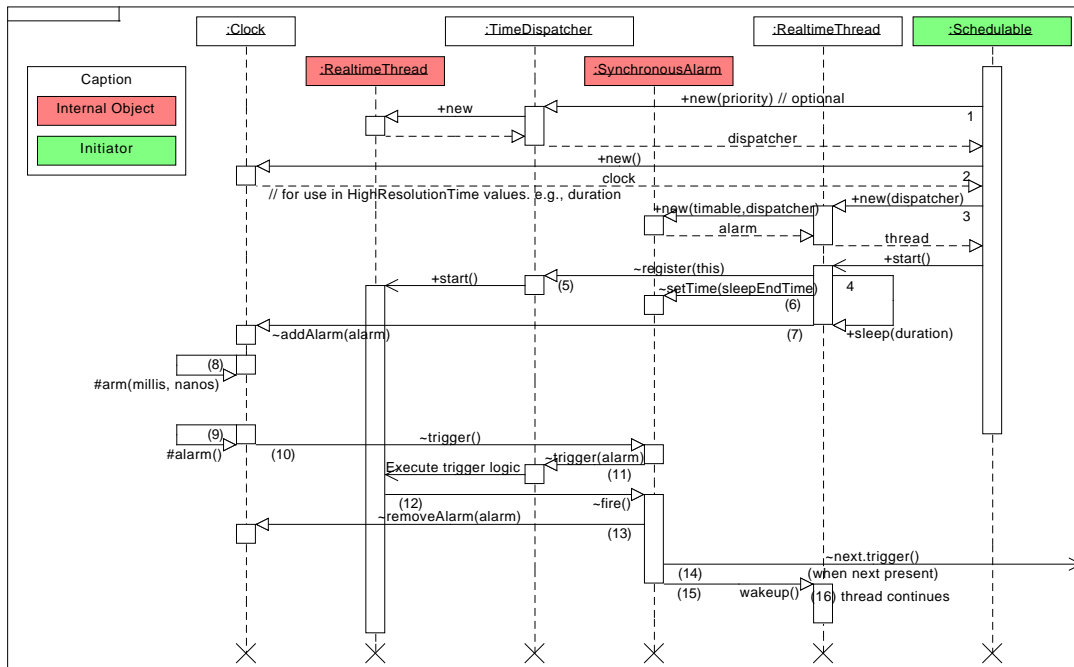 :Clock
:TimeDispatcher
:RealtimeThread
:Schedulable
:RealtimeThread
:SynchronousAlarm
Caption
Internal Object
Initiator
+new(priority) // optional
1
+new
dispatcher
+new()
clock
2
// for use in HighResolutionTime values. e.g., duration
+new(timable,dispatcher)
+new(dispatcher)
3
alarm
thread
+start()
~register(this)
+start()
(5)
4
~setTime(sleepEndTime)
(6)
~addAlarm(alarm)
(7)
+sleep(duration)
(8)
#arm(millis, nanos)
(9)
~trigger()
#alarm()
(10)
~trigger(alarm)
Execute trigger logic
(11)
(12)
~fire()
~removeAlarm(alarm)
(13)
~next.trigger()
(14)
(when next present)
(15)
wakeup()
(16) thread continues